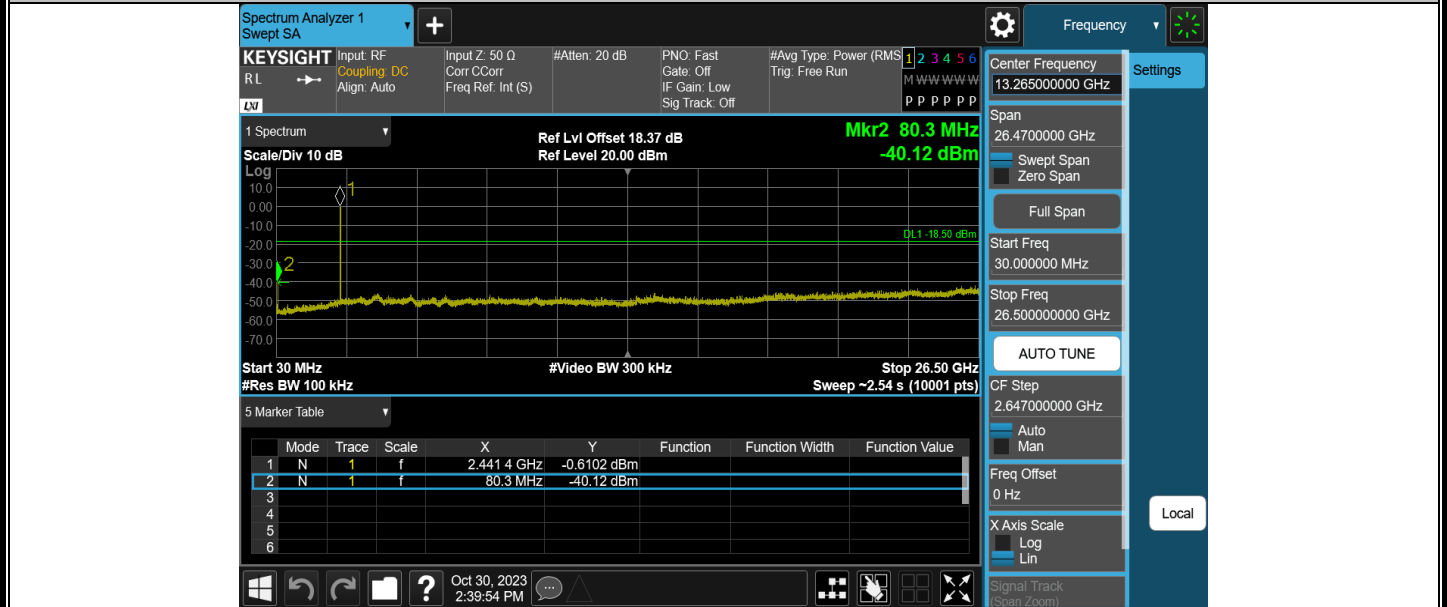 Spectrum Analyzer 1
Swept SA
+
Frequency
KEYSIGHT
RL
LXI
Input: RF
Coupling: DC
Align: Auto
Input Z: 50 Ω
Corr CCorr
Freq Ref: Int (S)
#Atten: 20 dB
PNO: Fast
Gate: Off
IF Gain: Low
Sig Track: Off
#Avg Type: Power (RMS
Trig: Free Run
1 2 3 4 5 6
M W W W W W
P P P P P P
1 Spectrum
Scale/Div 10 dB
Ref Lvl Offset 18.37 dB
Ref Level 20.00 dBm
Mkr2 80.3 MHz
-40.12 dBm
Log
10.0
0.00
-10.0
-20.0
-30.0
-40.0
-50.0
-60.0
-70.0
1
2
DL1 -18.50 dBm
Start 30 MHz
#Video BW 300 kHz
Stop 26.50 GHz
#Res BW 100 kHz
Sweep ~2.54 s (10001 pts)
5 Marker Table
Mode Trace Scale X Y Function Function Width Function Value
1 N 1 f 2.441 4 GHz -0.6102 dBm
2 N 1 f 80.3 MHz -40.12 dBm
3
4
5
6
?
Oct 30, 2023
2:39:54 PM
Center Frequency
13.265000000 GHz
Span
26.4700000 GHz
Swept Span
Zero Span
Full Span
Start Freq
30.000000 MHz
Stop Freq
26.500000000 GHz
AUTO TUNE
CF Step
2.647000000 GHz
Auto
Man
Freq Offset
0 Hz
X Axis Scale
Log
Lin
Signal Track
(Span Zoom)
Settings
Local